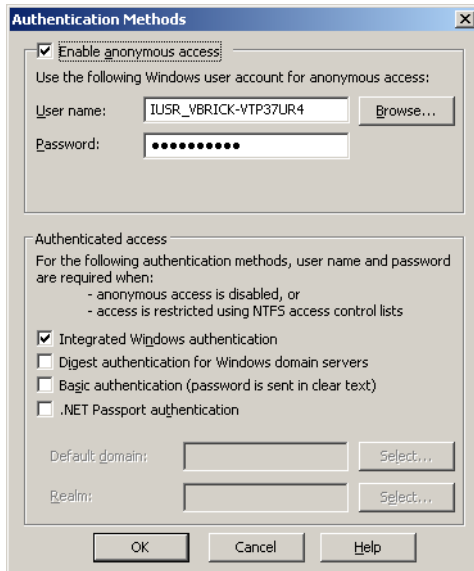 Authentication Methods
Enable anonymous access
Use the following Windows user account for anonymous access:
User name: IUSR_VBRICK-VTP37UR4 Browse...
Password: ●●●●●●●●●●
Authenticated access
For the following authentication methods, user name and password
are required when:
- anonymous access is disabled, or
- access is restricted using NTFS access control lists
Integrated Windows authentication
Digest authentication for Windows domain servers
Basic authentication (password is sent in clear text)
.NET Passport authentication
Default domain: Select...
Realm: Select...
OK Cancel Help